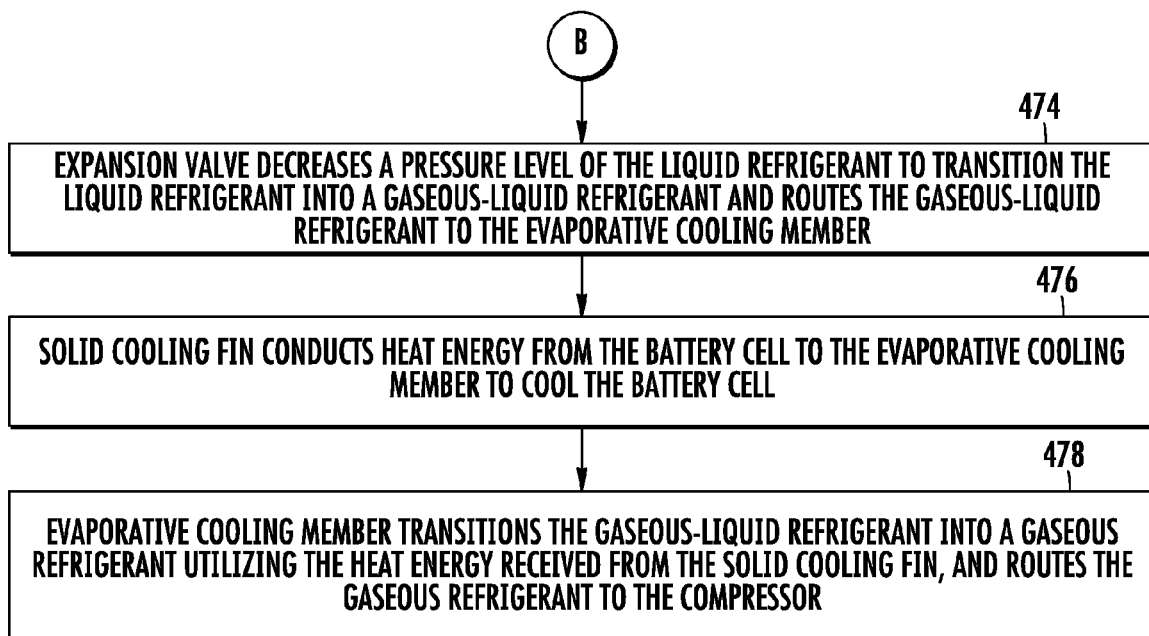 B
474
EXPANSION VALVE DECREASES A PRESSURE LEVEL OF THE LIQUID REFRIGERANT TO TRANSITION THE
LIQUID REFRIGERANT INTO A GASEOUS-LIQUID REFRIGERANT AND ROUTES THE GASEOUS-LIQUID
REFRIGERANT TO THE EVAPORATIVE COOLING MEMBER
476
SOLID COOLING FIN CONDUCTS HEAT ENERGY FROM THE BATTERY CELL TO THE EVAPORATIVE COOLING
MEMBER TO COOL THE BATTERY CELL
478
EVAPORATIVE COOLING MEMBER TRANSITIONS THE GASEOUS-LIQUID REFRIGERANT INTO A GASEOUS
REFRIGERANT UTILIZING THE HEAT ENERGY RECEIVED FROM THE SOLID COOLING FIN, AND ROUTES THE
GASEOUS REFRIGERANT TO THE COMPRESSOR